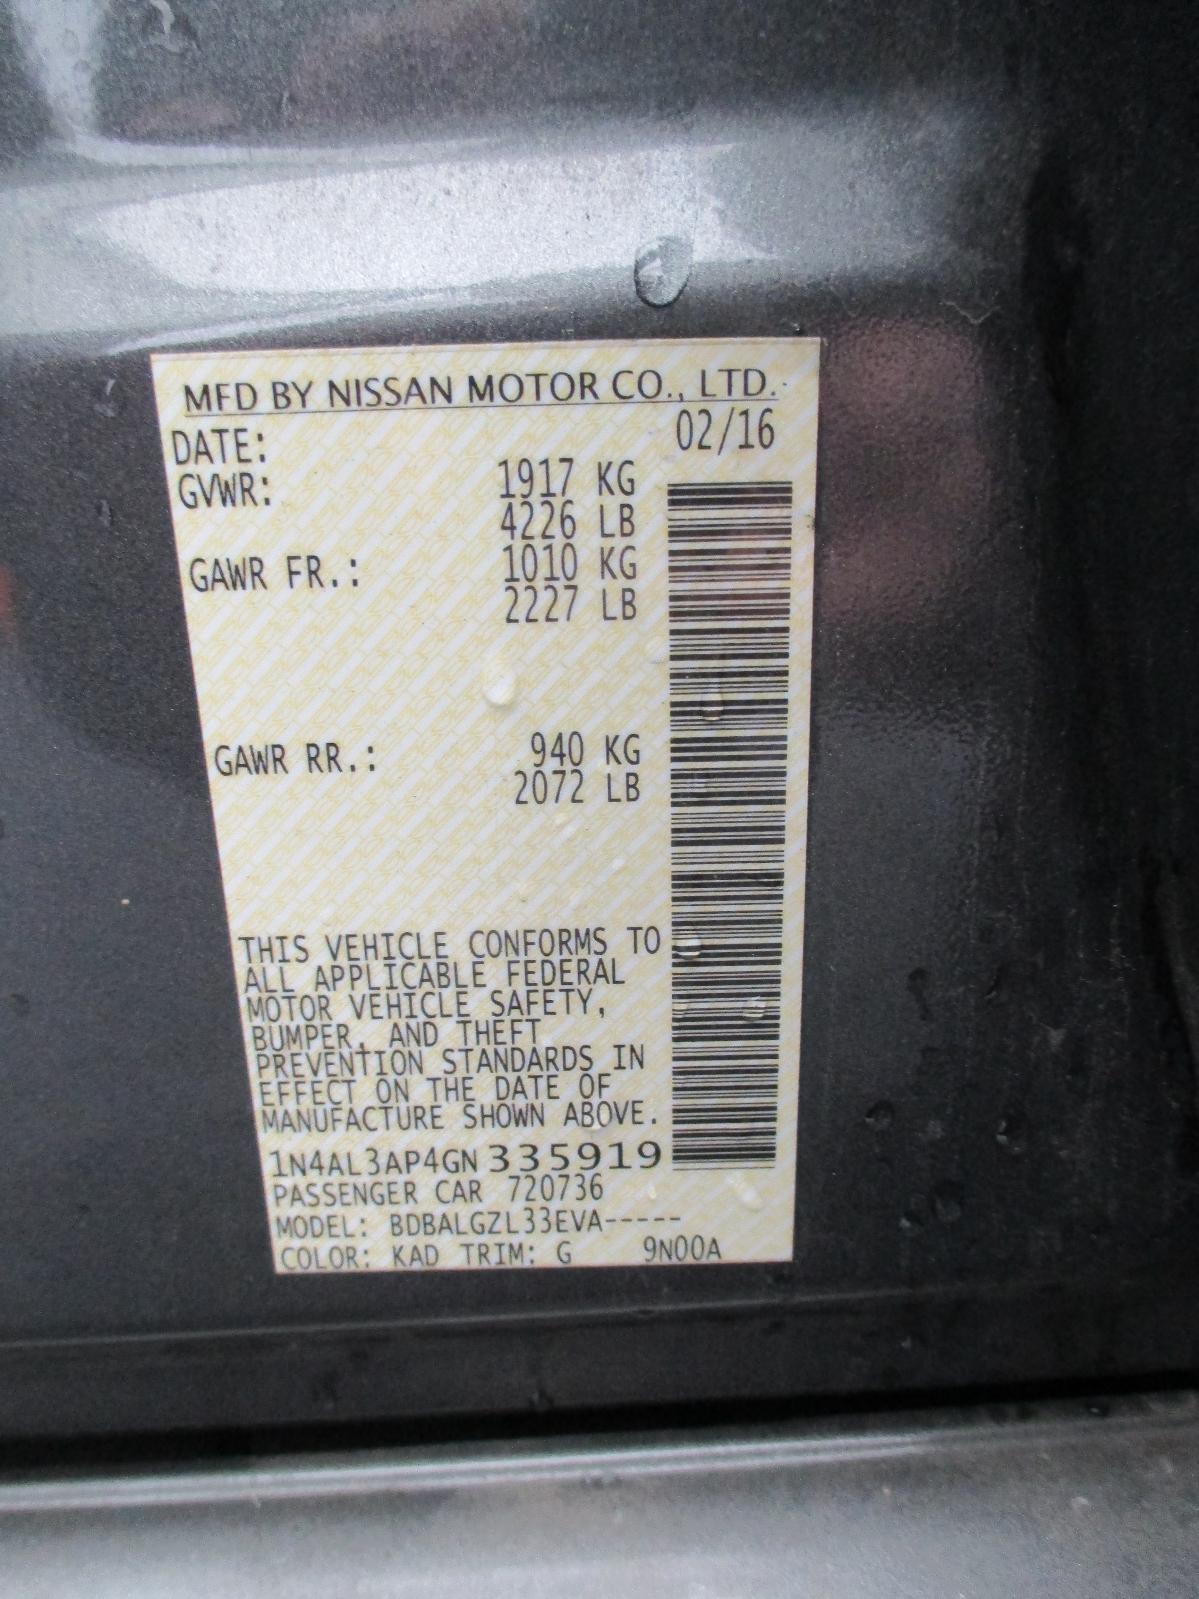 MFD BY NISSAN MOTOR CO., LTD.
DATE: 02/16
GVWR: 1917 KG
4226 LB
GAWR FR.: 1010 KG
2227 LB
GAWR RR.: 940 KG
2072 LB
THIS VEHICLE CONFORMS TO
ALL APPLICABLE FEDERAL
MOTOR VEHICLE SAFETY,
BUMPER, AND THEFT
PREVENTION STANDARDS IN
EFFECT ON THE DATE OF
MANUFACTURE SHOWN ABOVE.
1N4AL3AP4GN335919
PASSENGER CAR 720736
MODEL: BDBALGZL33EVA-----
COLOR: KAD TRIM: G 9N00A